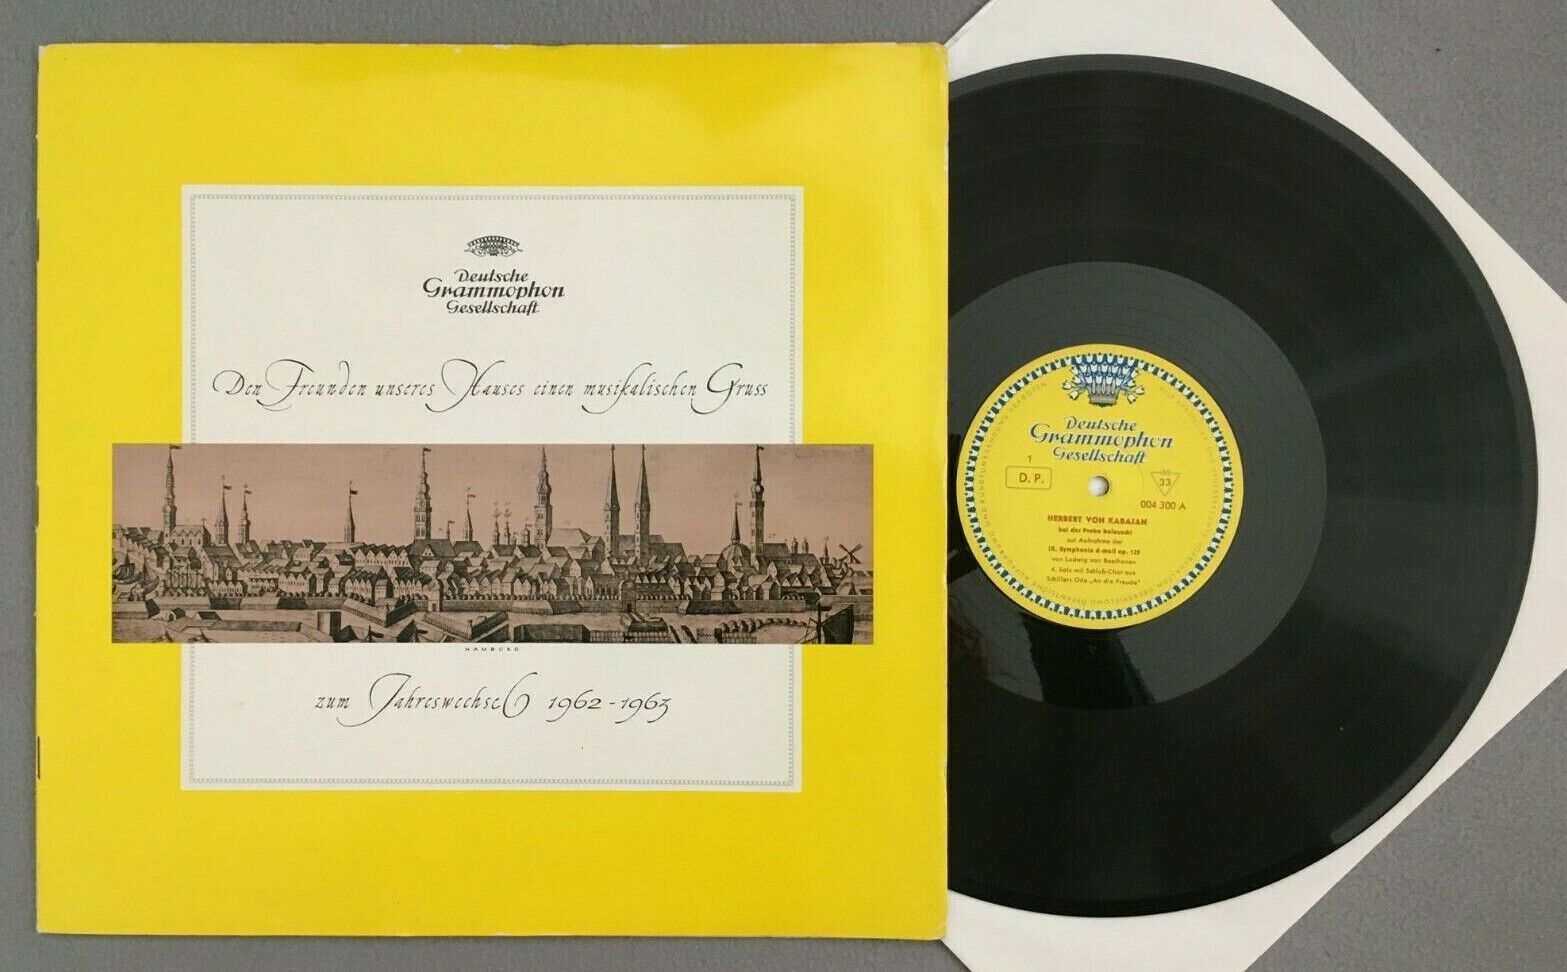 Deutsche
Grammophon
Gesellschaft
Den Freunden unseres Hauses einen musikalischen Gruss
HAMBURG
zum Jahreswechsel 1962-1963
Deutsche
Grammophon
Gesellschaft
1
D. P.
33
004 300 A
HERBERT VON KARAJAN
bei der Probe belauscht
zur Aufnahme der
IX. Symphonie d-moll op. 125
von Ludwig van Beethoven
4. Satz mit Schluß-Chor aus
Schillers Ode „An die Freude"